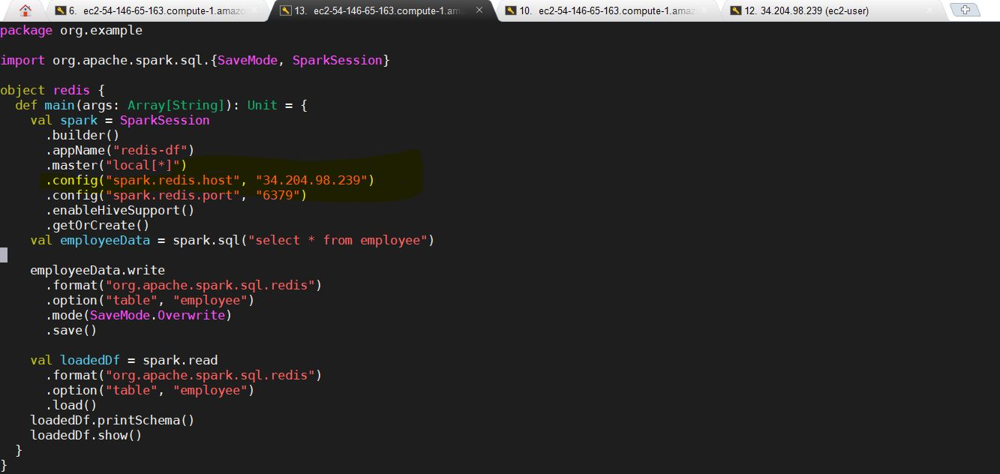 6. ec2-54-146-65-163.compute-1.amazo
13. ec2-54-146-65-163.compute-1.ama
10. ec2-54-146-65-163.compute-1.amaz
12. 34.204.98.239 (ec2-user)
package org.example
import org.apache.spark.sql.{SaveMode, SparkSession}
object redis {
  def main(args: Array[String]): Unit = {
    val spark = SparkSession
      .builder()
      .appName("redis-df")
      .master("local[*]")
      .config("spark.redis.host", "34.204.98.239")
      .config("spark.redis.port", "6379")
      .enableHiveSupport()
      .getOrCreate()
    val employeeData = spark.sql("select * from employee")
    employeeData.write
      .format("org.apache.spark.sql.redis")
      .option("table", "employee")
      .mode(SaveMode.Overwrite)
      .save()
    val loadedDf = spark.read
      .format("org.apache.spark.sql.redis")
      .option("table", "employee")
      .load()
    loadedDf.printSchema()
    loadedDf.show()
  }
}